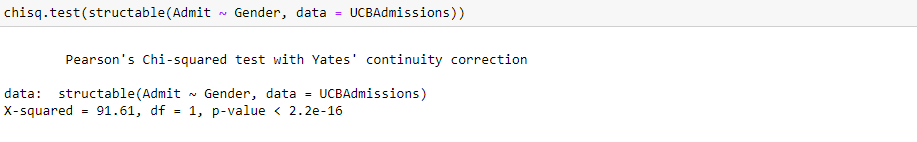 chisq.test(structable(Admit ~ Gender, data = UCBAdmissions))
Pearson's Chi-squared test with Yates' continuity correction
data:  structable(Admit ~ Gender, data = UCBAdmissions)
X-squared = 91.61, df = 1, p-value < 2.2e-16